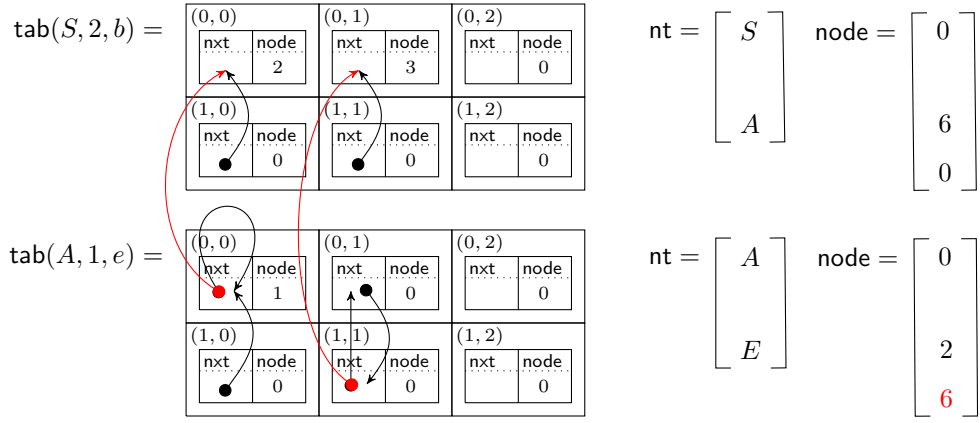 tab(S, 2, b) =
(0, 0) (0, 1) (0, 2)
nxt node nxt node nxt node
2 3 0
(1, 0) (1, 1) (1, 2)
nxt node nxt node nxt node
0 0 0
nt = [ S A ] node = [ 0 6 0 ]
tab(A, 1, e) =
(0, 0) (0, 1) (0, 2)
nxt node nxt node nxt node
1 0 0
(1, 0) (1, 1) (1, 2)
nxt node nxt node nxt node
0 0 0
nt = [ A E ] node = [ 0 2 6 ]